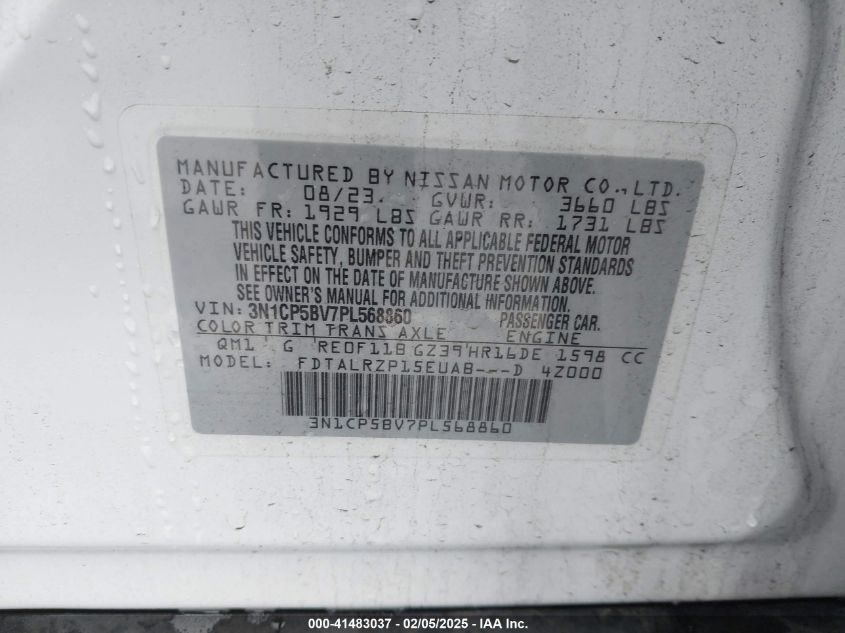 MANUFACTURED BY NISSAN MOTOR CO., LTD.
DATE: 08/23. GVWR: 3660 LBS
GAWR FR: 1929 LBS GAWR RR: 1731 LBS
THIS VEHICLE CONFORMS TO ALL APPLICABLE FEDERAL MOTOR
VEHICLE SAFETY, BUMPER AND THEFT PREVENTION STANDARDS
IN EFFECT ON THE DATE OF MANUFACTURE SHOWN ABOVE.
SEE OWNER'S MANUAL FOR ADDITIONAL INFORMATION.
VIN: 3N1CP5BV7PL568860 PASSENGER CAR.
COLOR TRIM TRANS AXLE ENGINE
QM1 G RE0F11B GZ39 HR16DE 1598 CC
MODEL: FDTALRZP15EUAB---D 4Z000
3N1CP5BV7PL568860
000-41483037 - 02/05/2025 - IAA Inc.